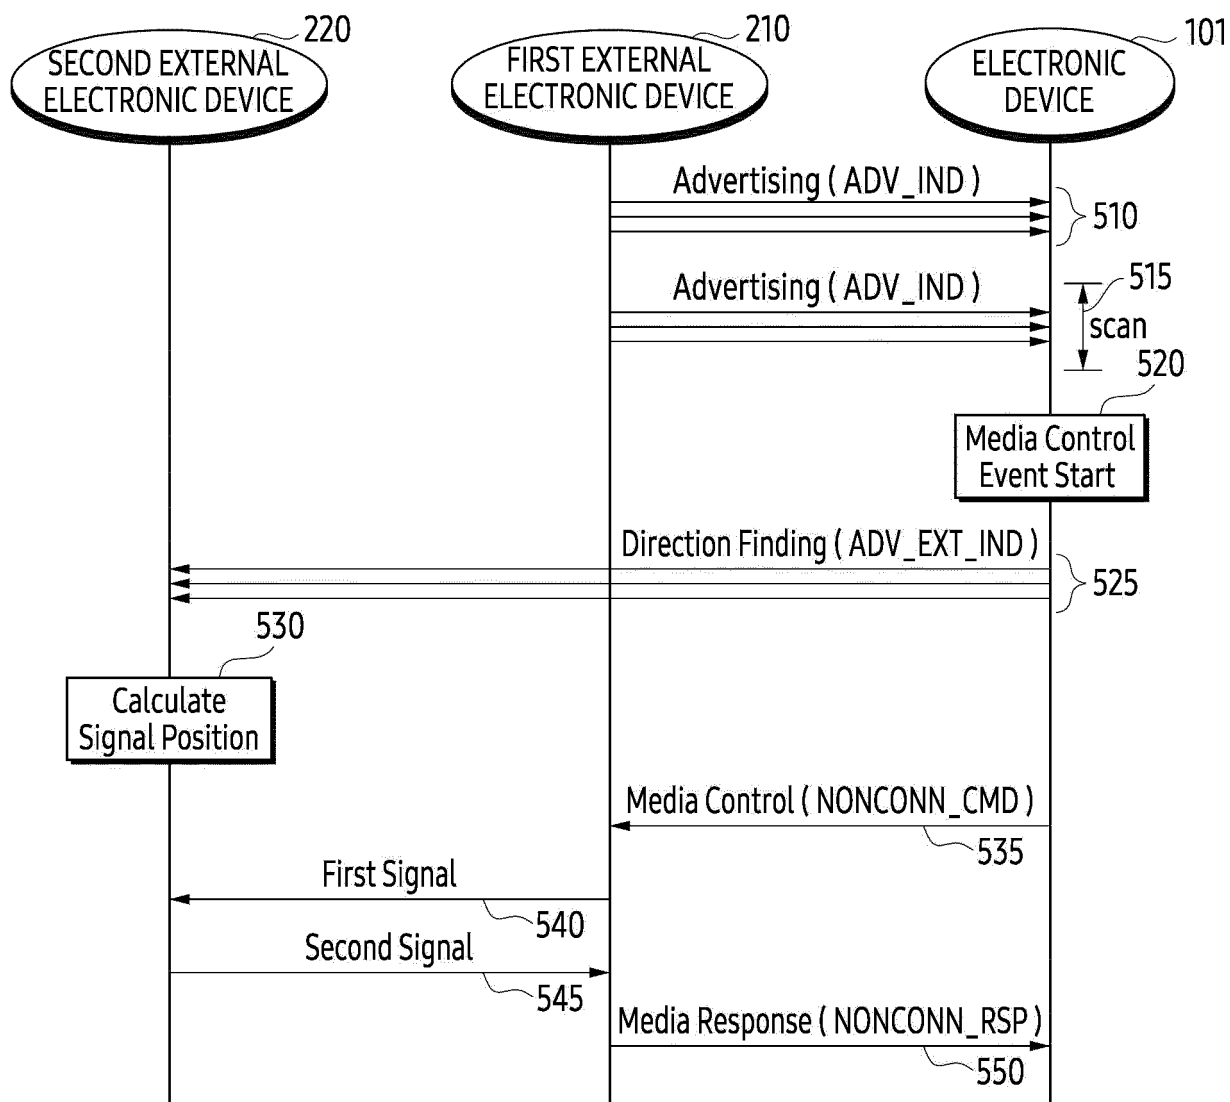 220
210
101
SECOND EXTERNAL
ELECTRONIC DEVICE
FIRST EXTERNAL
ELECTRONIC DEVICE
ELECTRONIC
DEVICE
Advertising ( ADV_IND )
510
Advertising ( ADV_IND )
515
scan
520
Media Control
Event Start
Direction Finding ( ADV_EXT_IND )
525
530
Calculate
Signal Position
Media Control ( NONCONN_CMD )
535
First Signal
540
Second Signal
545
Media Response ( NONCONN_RSP )
550